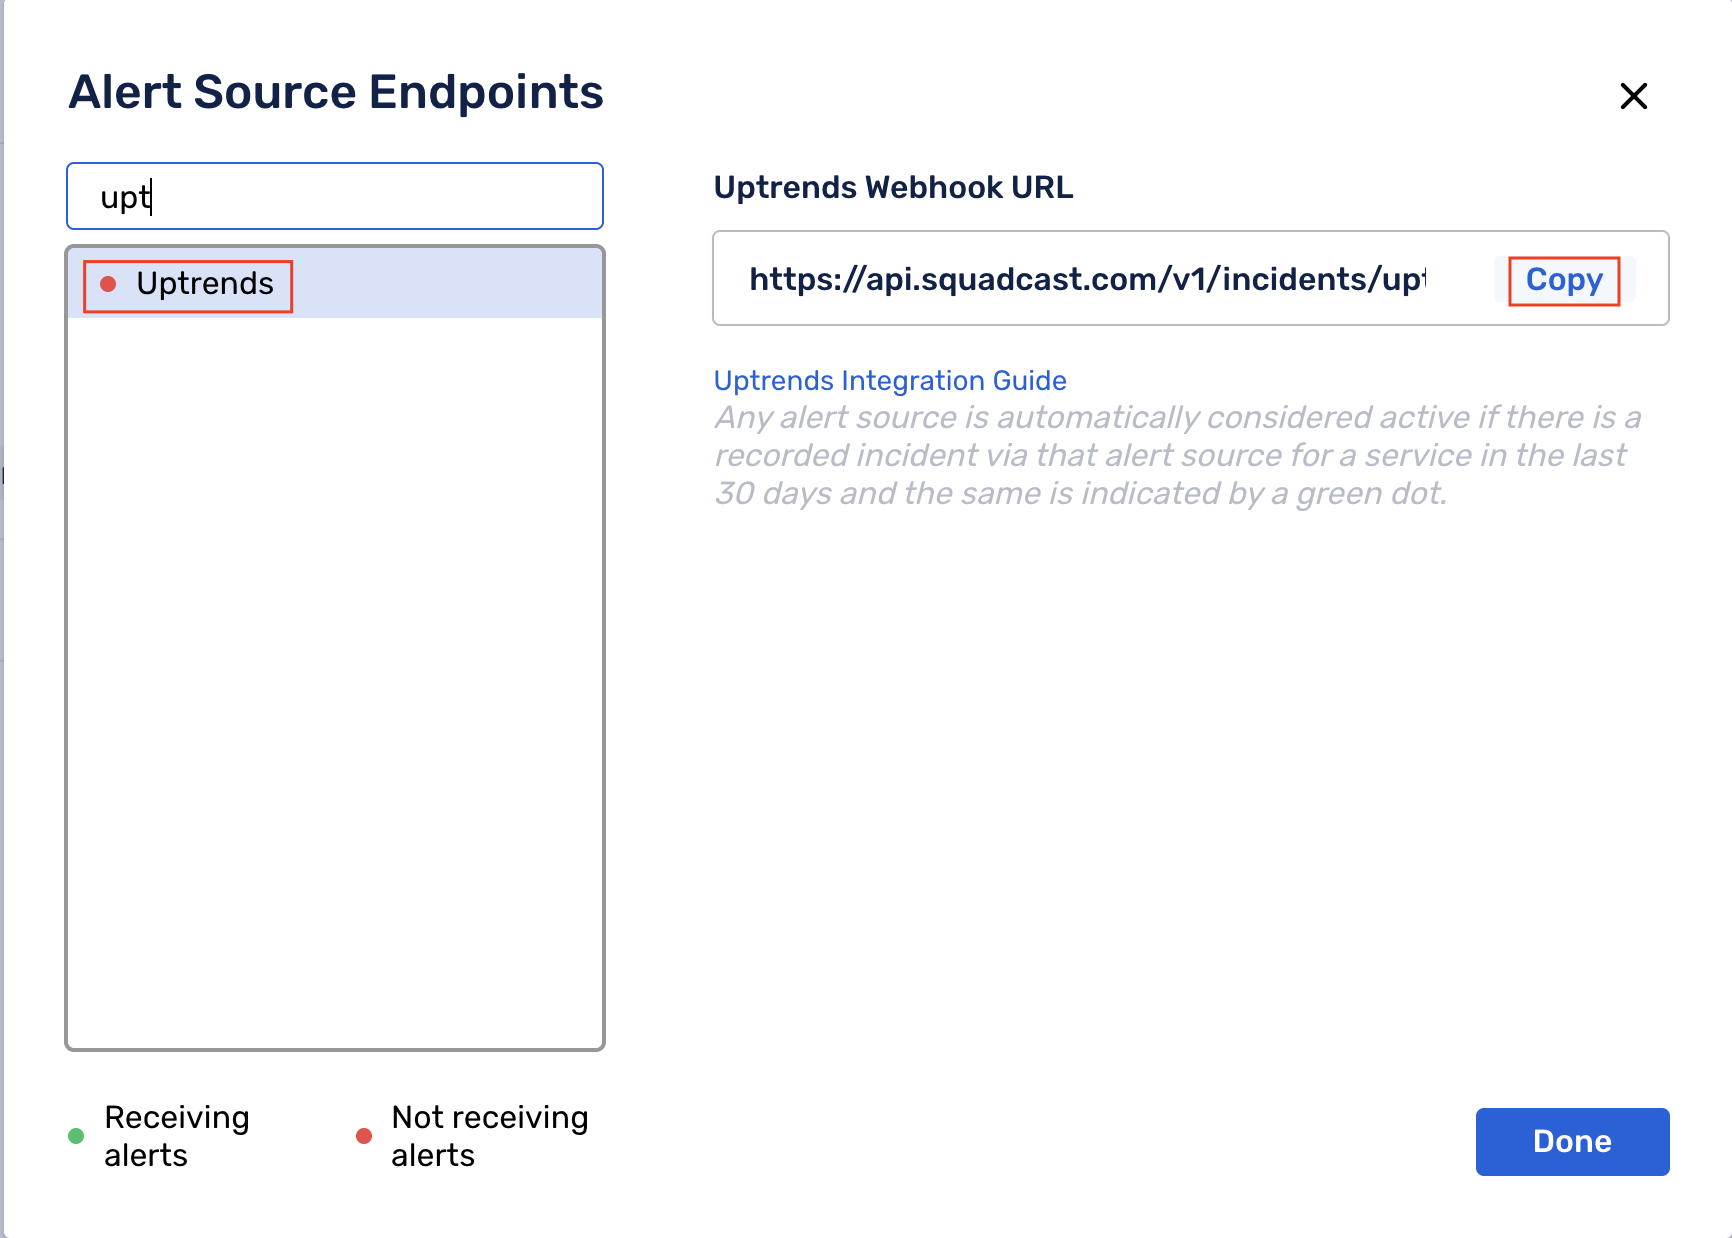 Alert Source Endpoints
upt
Uptrends
Uptrends Webhook URL
https://api.squadcast.com/v1/incidents/upt
Copy
Uptrends Integration Guide
Any alert source is automatically considered active if there is a
recorded incident via that alert source for a service in the last
30 days and the same is indicated by a green dot.
Receiving
alerts
Not receiving
alerts
Done